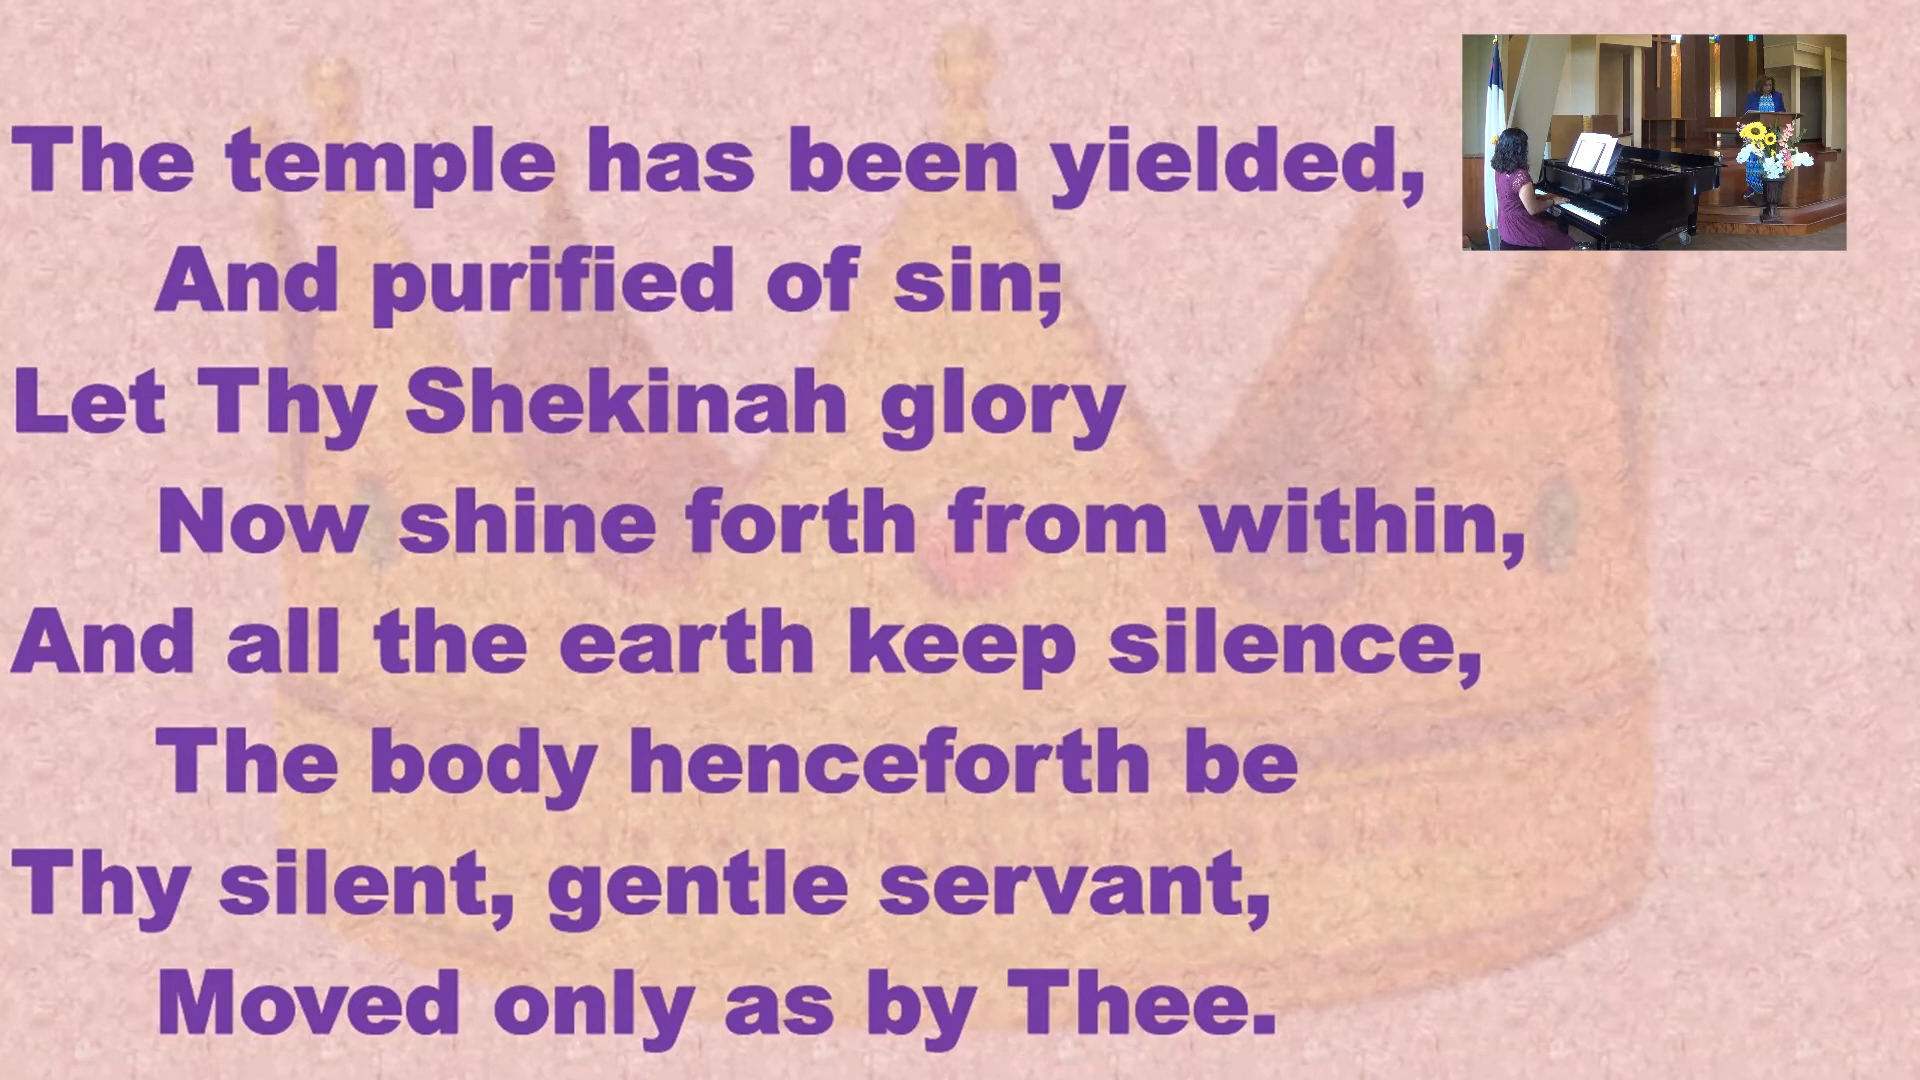 The temple has been yielded,
And purified of sin;
Let Thy Shekinah glory
Now shine forth from within,
And all the earth keep silence,
The body henceforth be
Thy silent, gentle servant,
Moved only as by Thee.